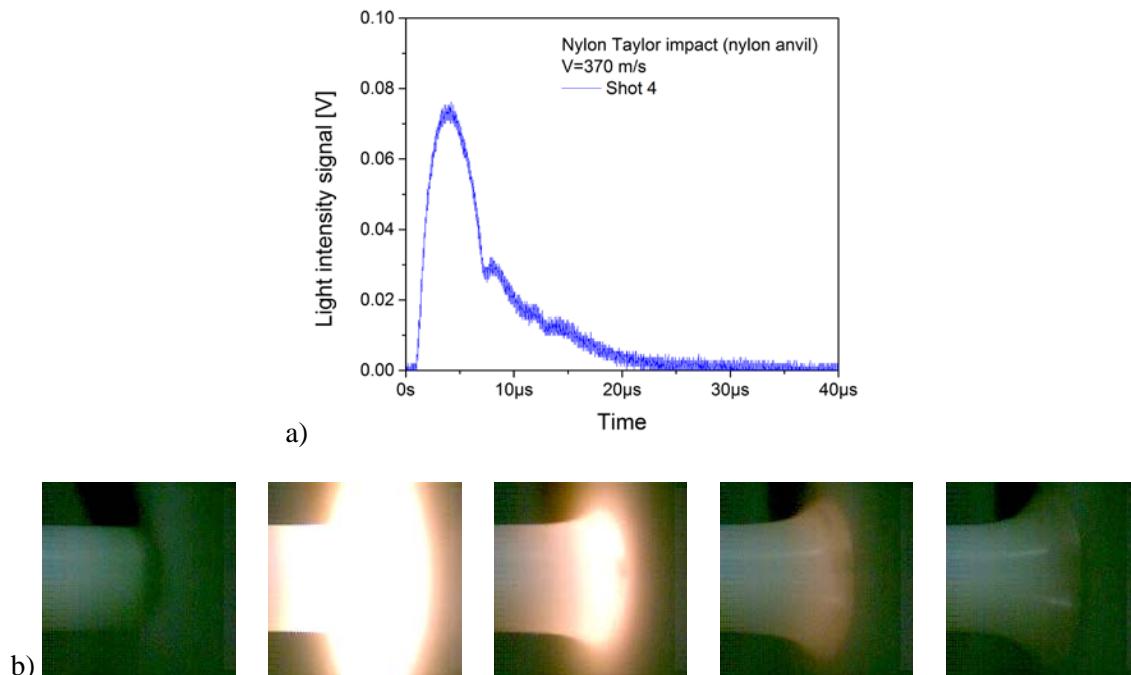 0.10
0.08
0.06
0.04
0.02
0.00
Light intensity signal [V]
Nylon Taylor impact (nylon anvil)
V=370 m/s
Shot 4
0s 10µs 20µs 30µs 40µs
Time
a)
b)